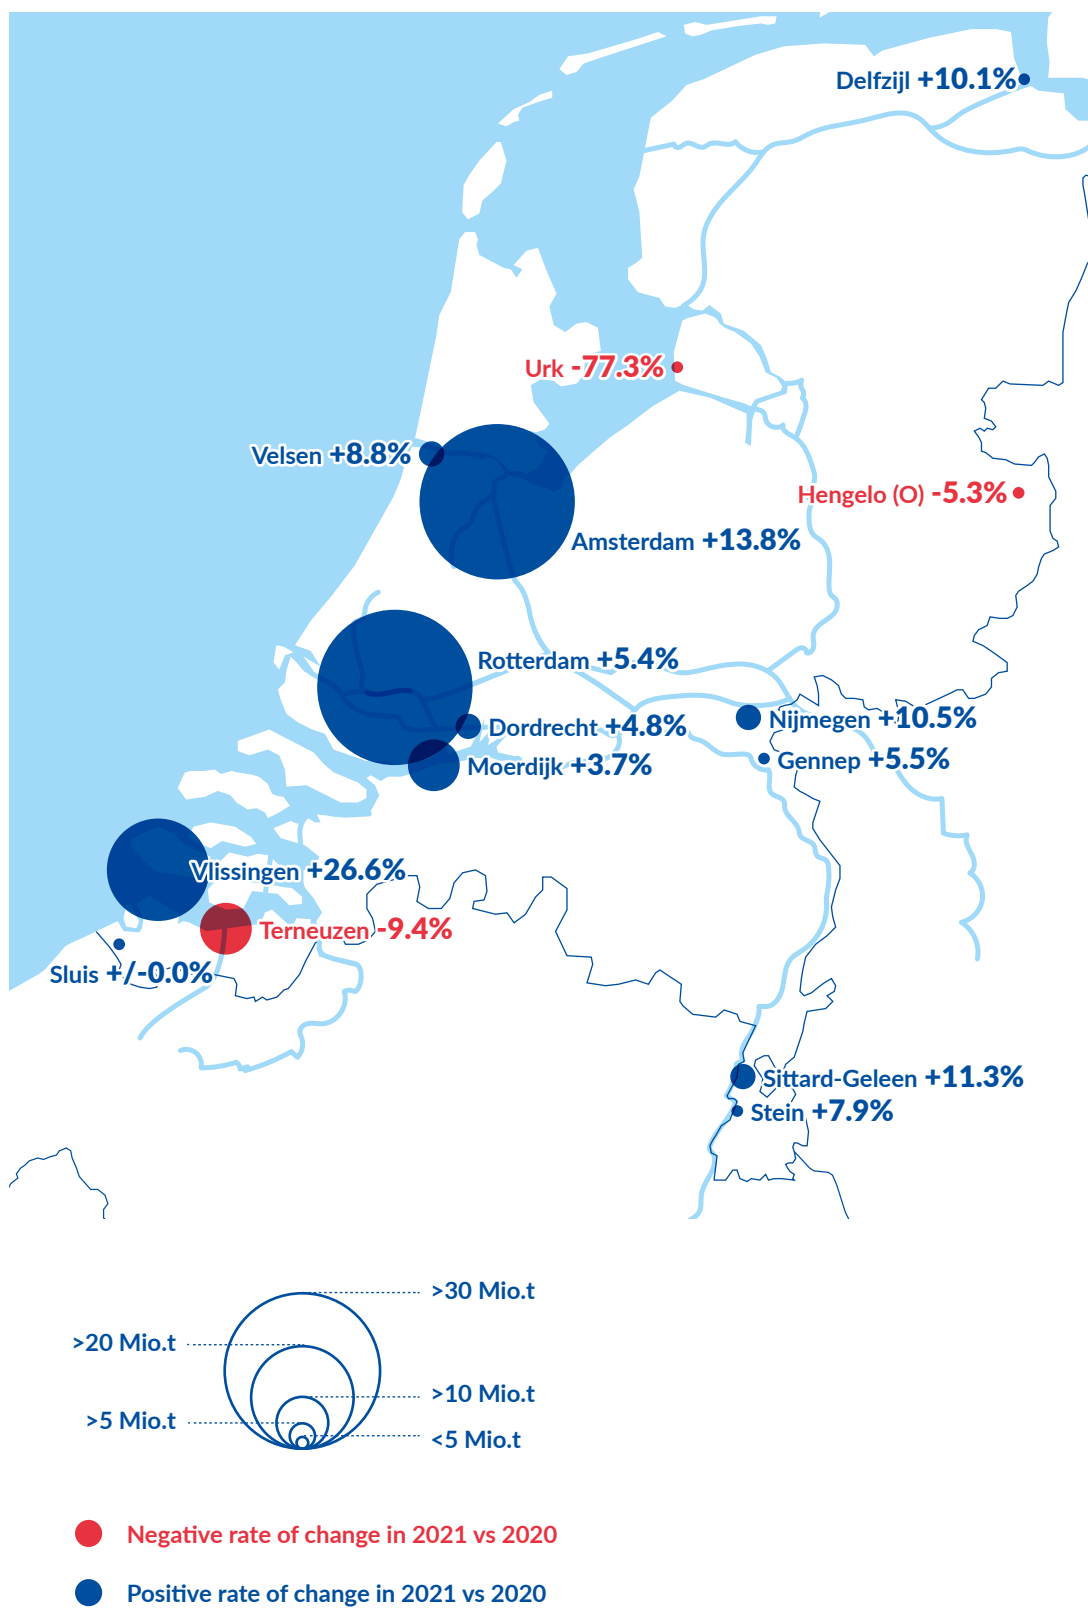 Delfzijl +10.1%
Urk -77.3%
Velsen +8.8%
Hengelo (O) -5.3%
Amsterdam +13.8%
Rotterdam +5.4%
Nijmegen +10.5%
Dordrecht +4.8%
Gennep +5.5%
Moerdijk +3.7%
Vlissingen +26.6%
Terneuzen -9.4%
Sluis +/-0.0%
Sittard-Geleen +11.3%
Stein +7.9%
>30 Mio.t
>20 Mio.t
>10 Mio.t
>5 Mio.t
<5 Mio.t
Negative rate of change in 2021 vs 2020
Positive rate of change in 2021 vs 2020